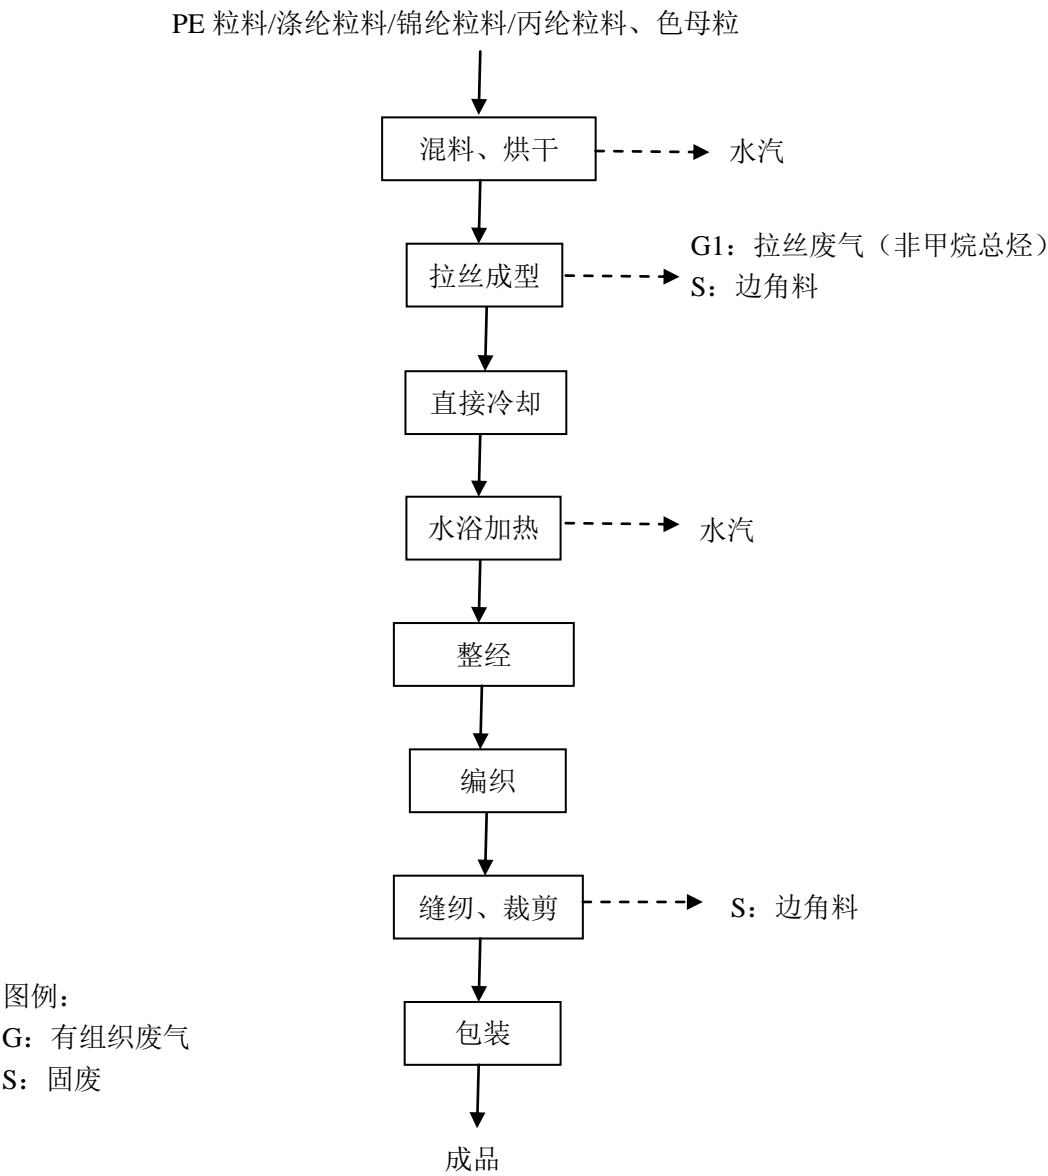 PE 粒料/涤纶粒料/锦纶粒料/丙纶粒料、色母粒
混料、烘干
水汽
G1：拉丝废气（非甲烷总烃）
拉丝成型
S：边角料
直接冷却
水浴加热
水汽
整经
编织
缝纫、裁剪
S：边角料
图例：
G：有组织废气
S：固废
包装
成品